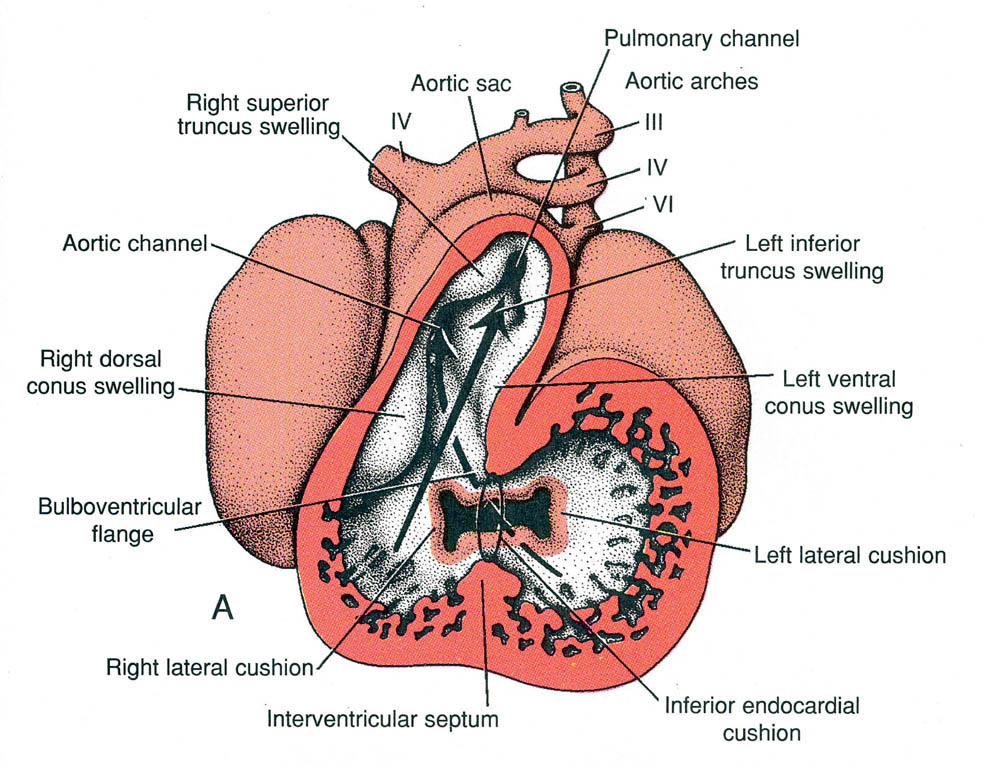 Pulmonary channel
Aortic sac
Aortic arches
Right superior
truncus swelling
IV
III
IV
VI
Aortic channel
Left inferior
truncus swelling
Right dorsal
conus swelling
Left ventral
conus swelling
Bulboventricular
flange
Left lateral cushion
A
Right lateral cushion
Interventricular septum
Inferior endocardial
cushion